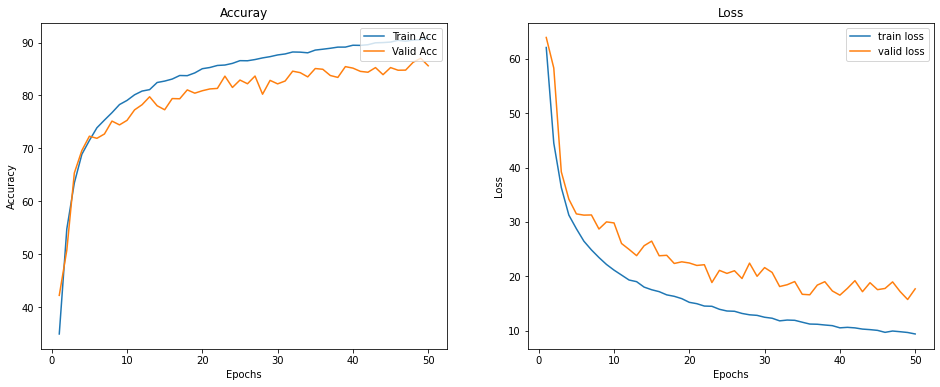 Accuray
Train Acc
Valid Acc
Accuracy
90
80
70
60
50
40
0 10 20 30 40 50
Epochs
Loss
train loss
valid loss
Loss
60
50
40
30
20
10
0 10 20 30 40 50
Epochs